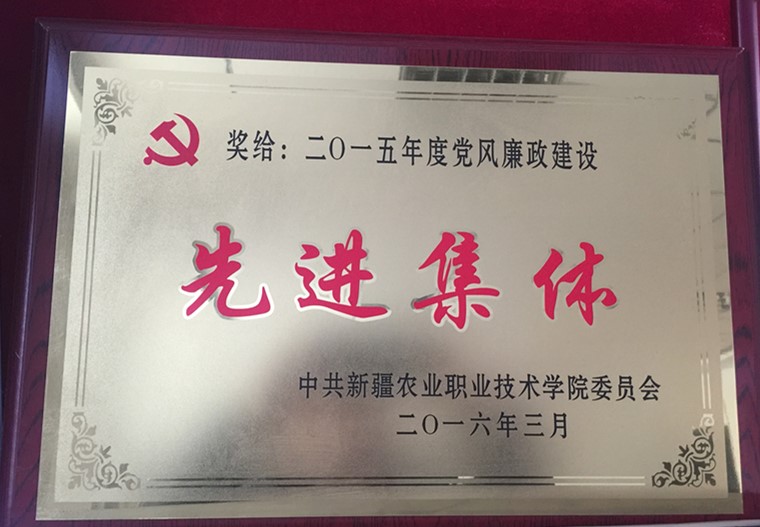 奖给：二〇一五年度党风廉政建设
先进集体
中共新疆农业职业技术学院委员会
二〇一六年三月